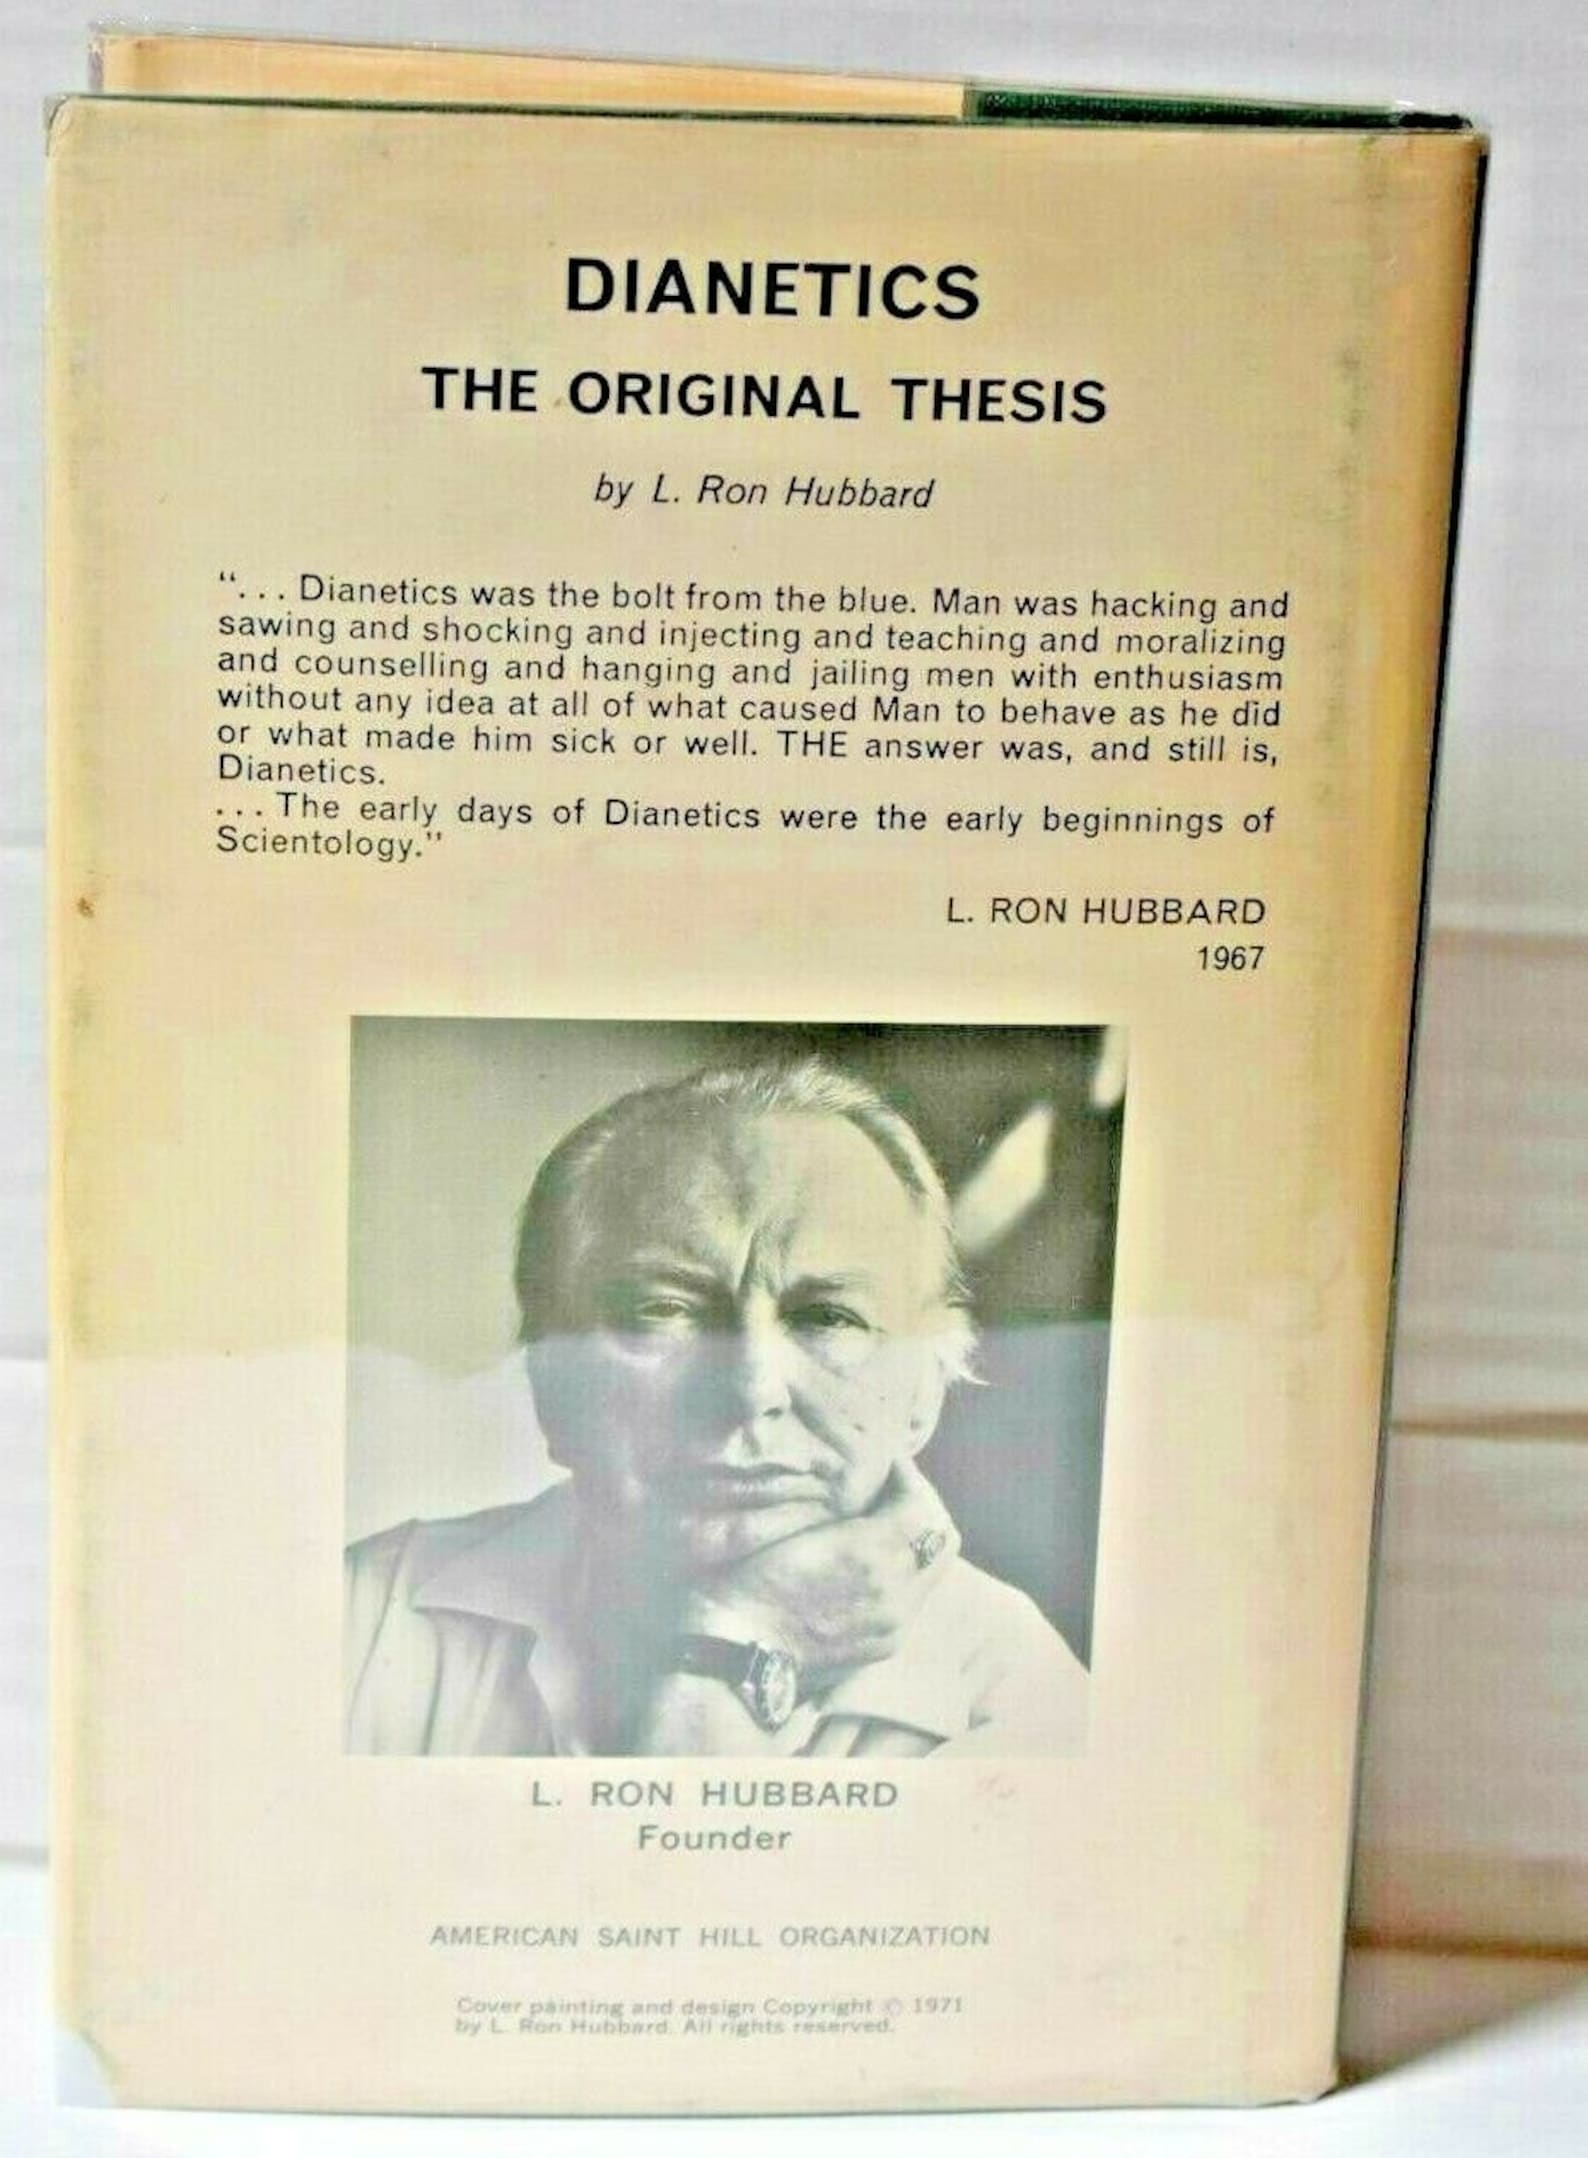 DIANETICS
THE ORIGINAL THESIS
by L. Ron Hubbard
“. . . Dianetics was the bolt from the blue. Man was hacking and
sawing and shocking and injecting and teaching and moralizing
and counselling and hanging and jailing men with enthusiasm
without any idea at all of what caused Man to behave as he did
or what made him sick or well. THE answer was, and still is,
Dianetics.
. . . The early days of Dianetics were the early beginnings of
Scientology.”
L. RON HUBBARD
1967
L. RON HUBBARD
Founder
AMERICAN SAINT HILL ORGANIZATION
Cover painting and design Copyright © 1971
by L. Ron Hubbard. All rights reserved.